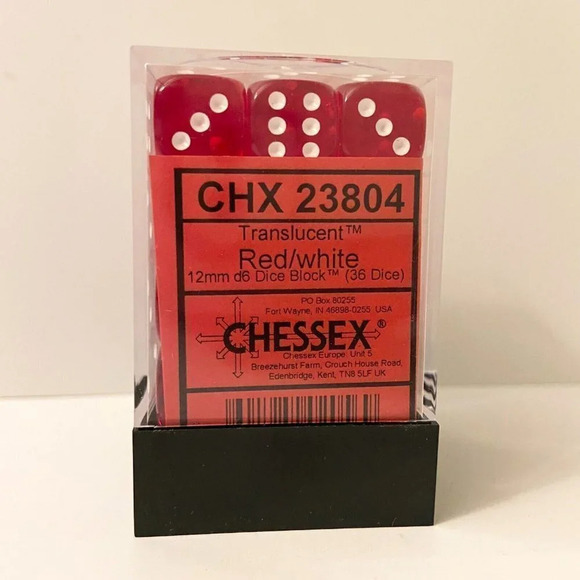 CHX 23804
Translucent™
Red/white
12mm d6 Dice Block™ (36 Dice)
PO Box 80255
Fort Wayne, IN 46898-0255 USA
CHESSEX®
Chessex Europe: Unit 5
Breezehurst Farm, Crouch House Road,
Edenbridge, Kent, TN8 5LF UK